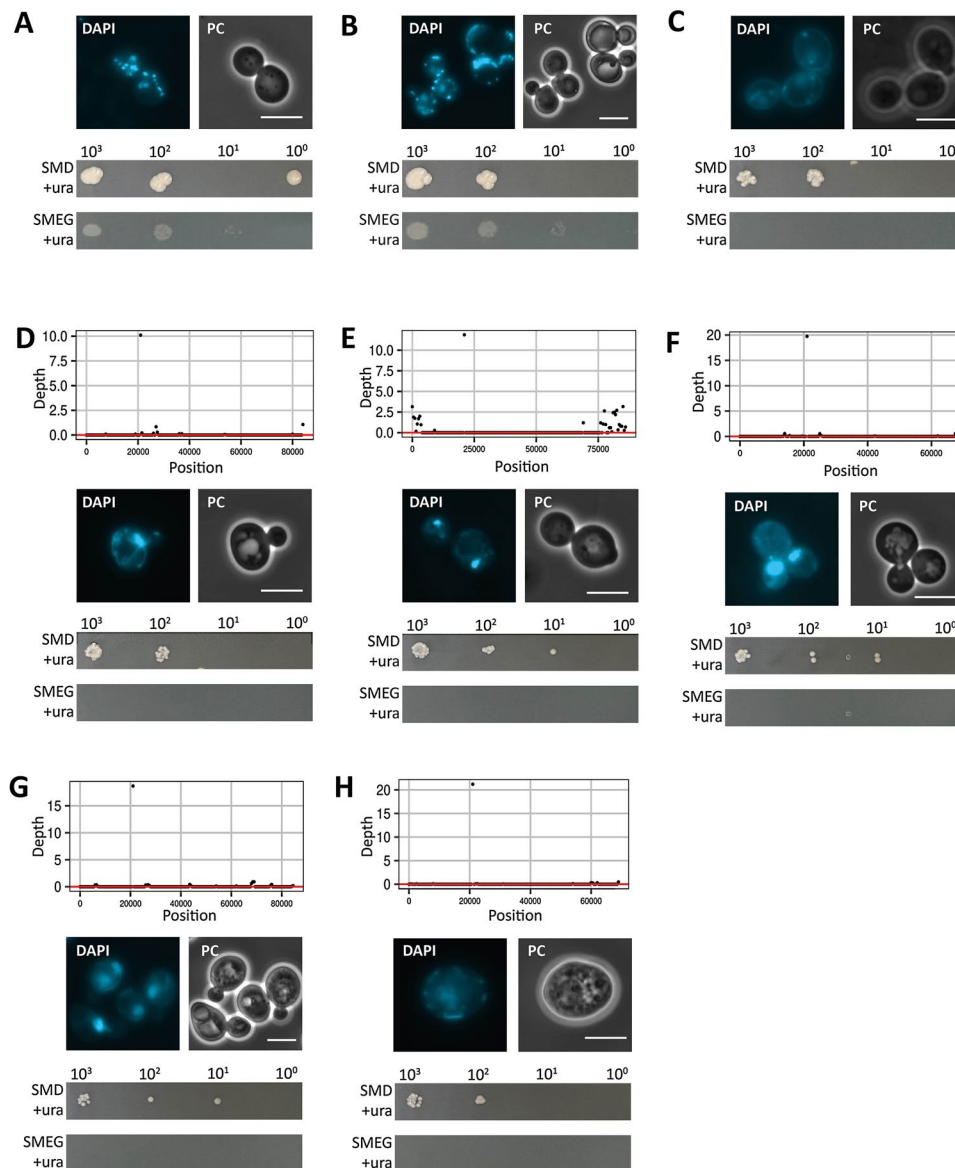 A
DAPI
PC
10³ 10² 10¹ 10⁰
SMD +ura
SMEG +ura
B
DAPI
PC
10³ 10² 10¹ 10⁰
SMD +ura
SMEG +ura
C
DAPI
PC
10³ 10² 10¹ 10
SMD +ura
SMEG +ura
D
Depth
10.0
7.5
5.0
2.5
0.0
0 20000 40000 60000 80000
Position
DAPI
PC
10³ 10² 10¹ 10⁰
SMD +ura
SMEG +ura
E
Depth
10.0
7.5
5.0
2.5
0.0
0 25000 50000 75000
Position
DAPI
PC
10³ 10² 10¹ 10⁰
SMD +ura
SMEG +ura
F
Depth
20
15
10
5
0
0 20000 40000 60000
Position
DAPI
PC
10³ 10² 10¹ 10⁰
SMD +ura
SMEG +ura
G
Depth
15
10
5
0
0 20000 40000 60000 80000
Position
DAPI
PC
10³ 10² 10¹ 10⁰
SMD +ura
SMEG +ura
H
Depth
20
15
10
5
0
0 20000 40000 60000
Position
DAPI
PC
10³ 10² 10¹ 10⁰
SMD +ura
SMEG +ura